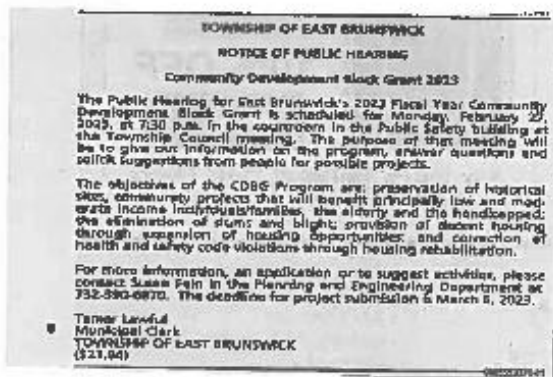 TOWNSHIP OF EAST BRUNSWICK
NOTICE OF PUBLIC HEARING
Community Development Block Grant 2023
The Public Hearing for East Brunswick's 2023 Fiscal Year Community
Development Block Grant is scheduled for Monday, February 27,
2023, at 7:30 p.m. in the courtroom in the Public Safety building at
the Township Council meeting. The purpose of that meeting will
be to give out information on the program, answer questions and
solicit suggestions from people for possible projects.
The objectives of the CDBG Program are: preservation of historical
sites, community projects that will benefit principally low and mod-
erate income individuals/families, the elderly and the handicapped;
the elimination of slums and blight; provision of decent housing
through expansion of housing opportunities; and correction of
health and safety code violations through housing rehabilitation.
For more information, an application or to suggest activities, please
contact Susan Fein in the Planning and Engineering Department at
The deadline for project submission is March 6, 2023.
Tamar Lawful
Municipal Clerk
TOWNSHIP OF EAST BRUNSWICK
($21.04)